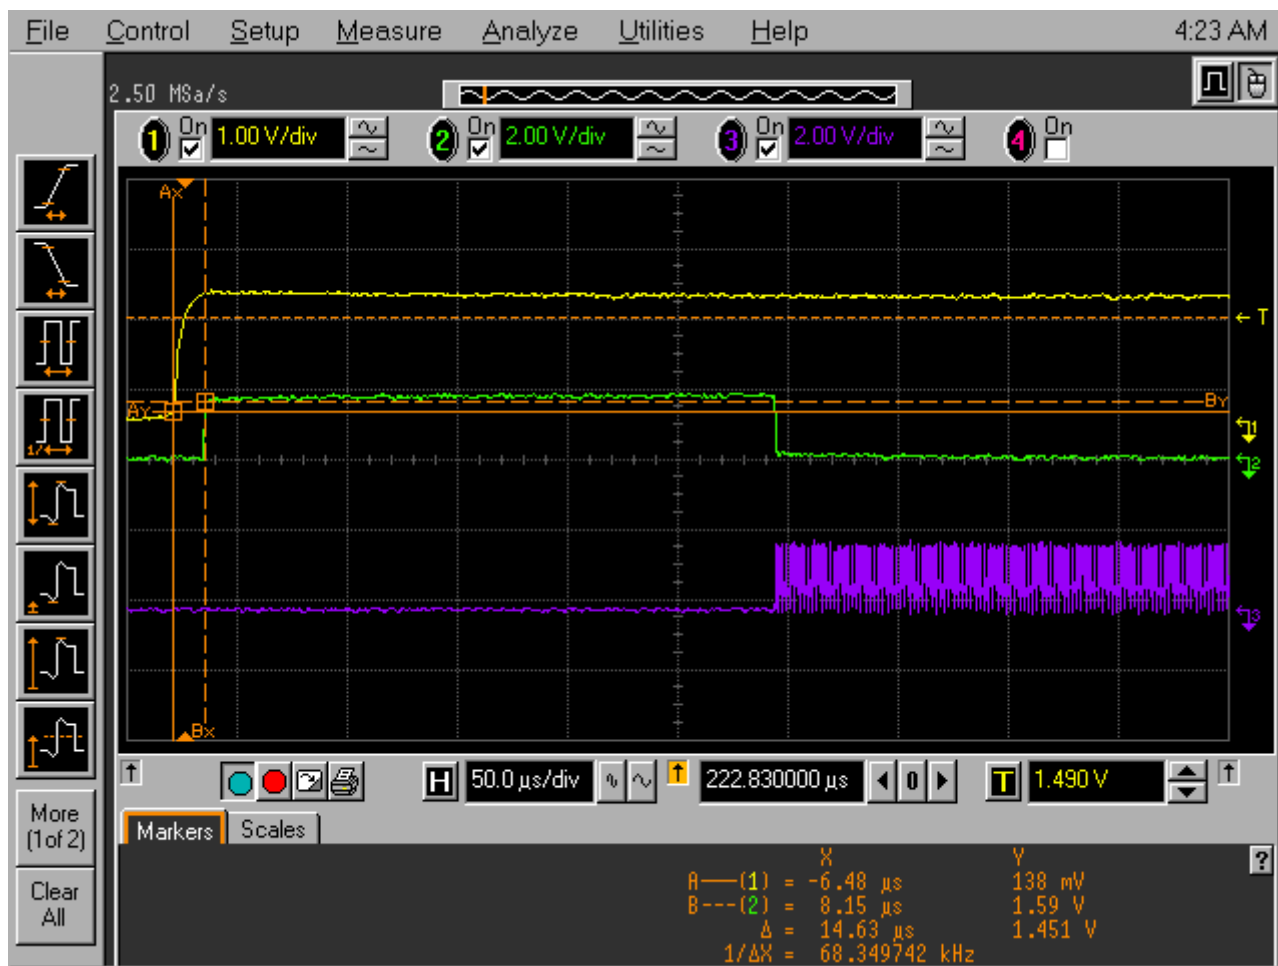 File Control Setup Measure Analyze Utilities Help 4:23 AM
2.50 MSa/s
1 On 1.00 V/div 2 On 2.00 V/div 3 On 2.00 V/div 4 On
Ax
T
Ay By
1
2
3
Bx
H 50.0 µs/div 222.830000 µs 0 T 1.490 V
More
(1of 2)
Clear
All
Markers Scales
X Y
A——(1) = -6.48 µs 138 mV
B---(2) = 8.15 µs 1.59 V
Δ = 14.63 µs 1.451 V
1/ΔX = 68.349742 kHz
?